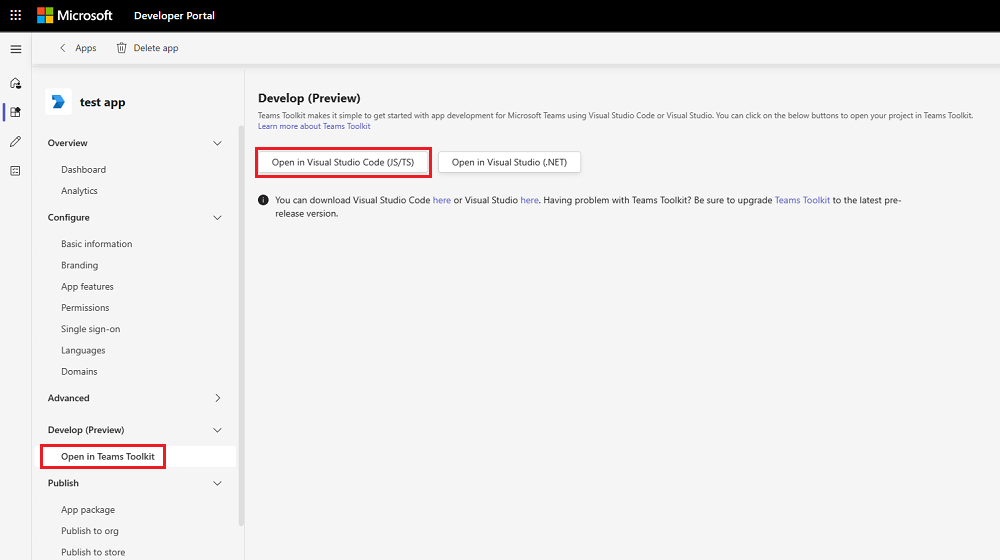 Microsoft Developer Portal
Apps Delete app
test app
Overview
Dashboard
Analytics
Configure
Basic information
Branding
App features
Permissions
Single sign-on
Languages
Domains
Advanced
Develop (Preview)
Open in Teams Toolkit
Publish
App package
Publish to org
Publish to store
Develop (Preview)
Teams Toolkit makes it simple to get started with app development for Microsoft Teams using Visual Studio Code or Visual Studio. You can click on the below buttons to open your project in Teams Toolkit.
Learn more about Teams Toolkit
Open in Visual Studio Code (JS/TS) Open in Visual Studio (.NET)
You can download Visual Studio Code here or Visual Studio here. Having problem with Teams Toolkit? Be sure to upgrade Teams Toolkit to the latest pre-
release version.